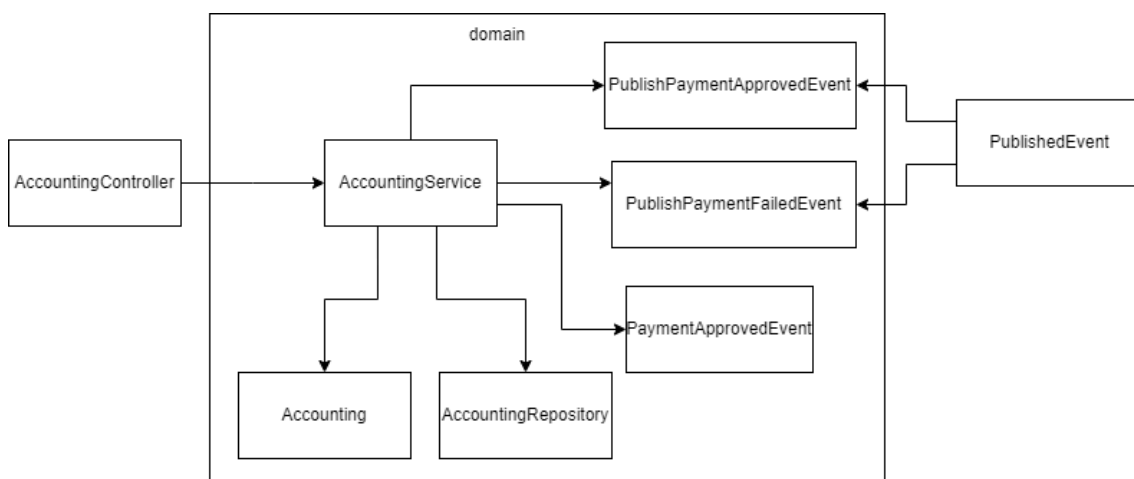 domain
PublishPaymentApprovedEvent
PublishedEvent
AccountingController
AccountingService
PublishPaymentFailedEvent
PaymentApprovedEvent
Accounting
AccountingRepository